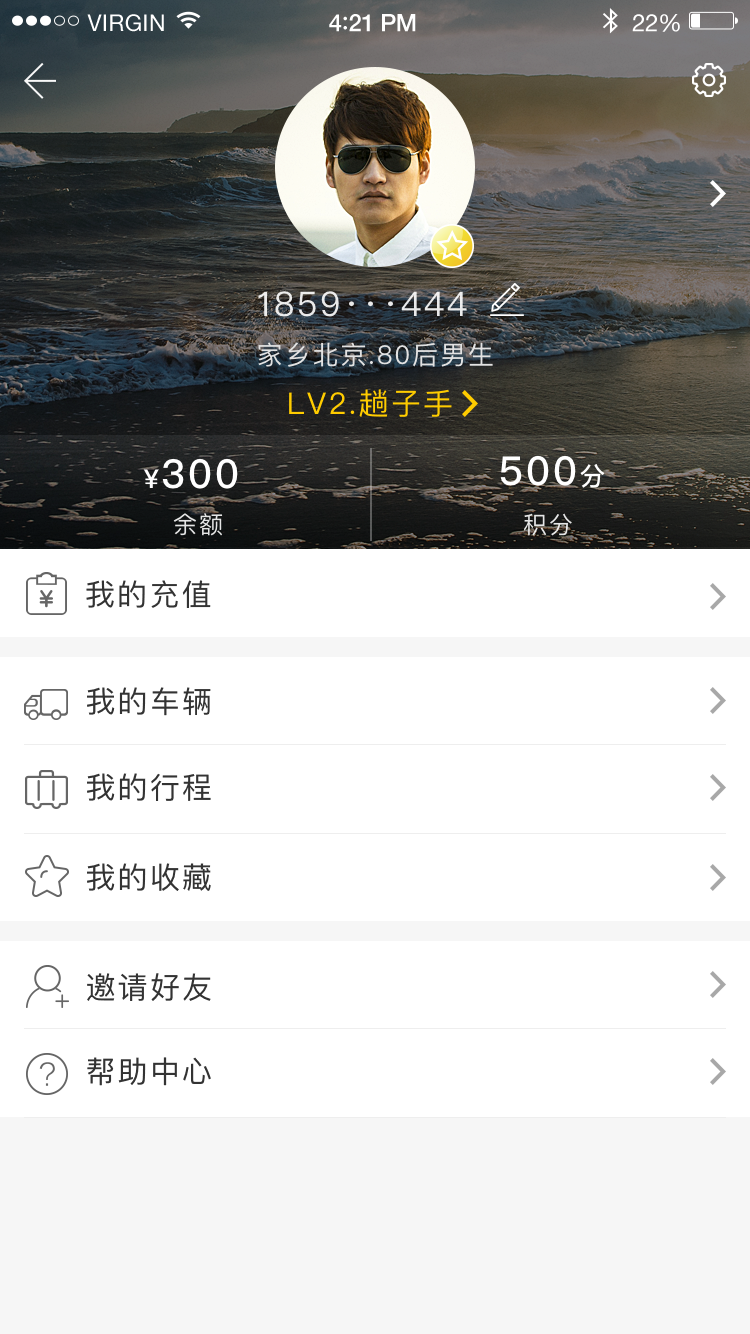 VIRGIN 4:21 PM 22%
1859···444
家乡北京.80后男生
LV2.趟子手
¥300 500分
余额 积分
¥ 我的充值
我的车辆
我的行程
我的收藏
邀请好友
? 帮助中心